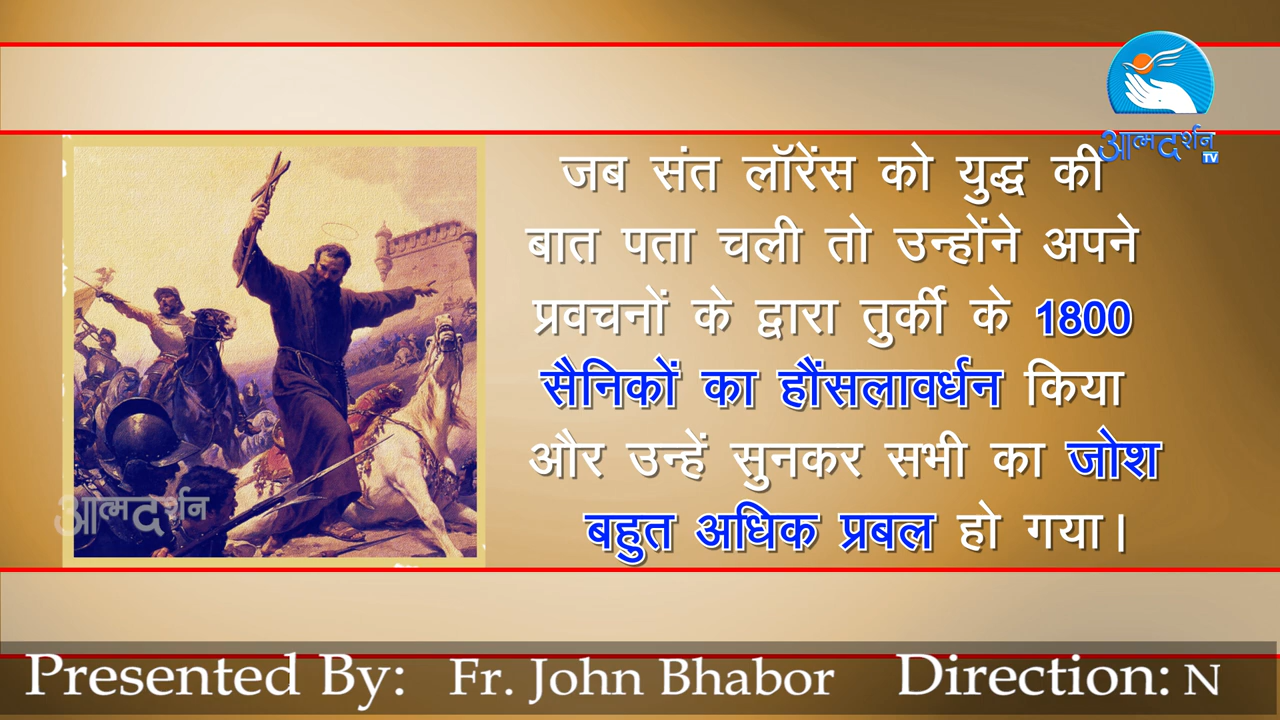 आत्मदर्शन
TV
जब संत लॉरेंस को युद्ध की
बात पता चली तो उन्होंने अपने
प्रवचनों के द्वारा तुर्की के 1800
सैनिकों का हौंसलावर्धन किया
और उन्हें सुनकर सभी का जोश
बहुत अधिक प्रबल हो गया।
आत्मदर्शन
Presented By: Fr. John Bhabor Direction: N